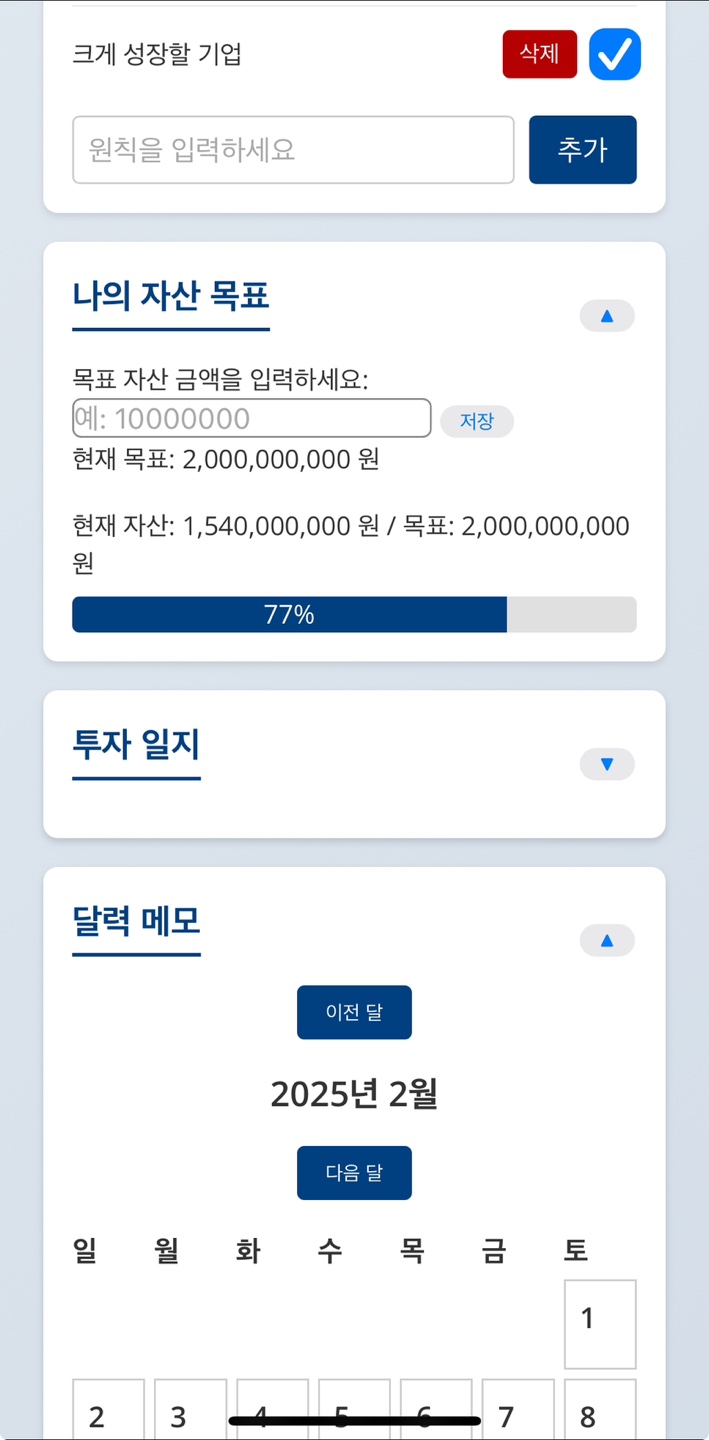 크게 성장할 기업 삭제
원칙을 입력하세요 추가
나의 자산 목표
▲
목표 자산 금액을 입력하세요:
예: 10000000 저장
현재 목표: 2,000,000,000 원
현재 자산: 1,540,000,000 원 / 목표: 2,000,000,000
원
77%
투자 일지
▼
달력 메모
▲
이전 달
2025년 2월
다음 달
일 월 화 수 목 금 토
1
2 3 4 5 6 7 8